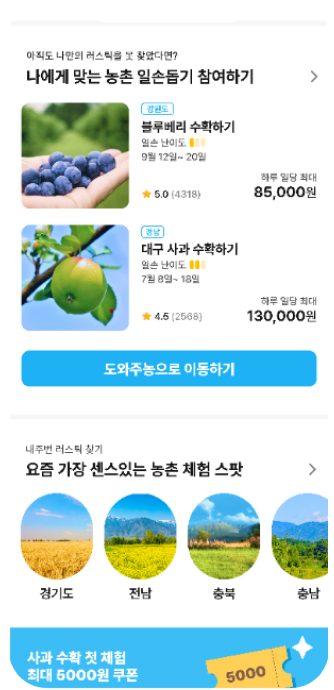 아직도 나만의 러스틱을 못 찾았다면?
나에게 맞는 농촌 일손돕기 참여하기
강원도
블루베리 수확하기
일손 난이도
9월 12일~ 20일
5.0 (4318)
하루 일당 최대
85,000원
경남
대구 사과 수확하기
일손 난이도
7월 8일~ 18일
4.5 (2568)
하루 일당 최대
130,000원
도와주농으로 이동하기
내주변 러스틱 찾기
요즘 가장 센스있는 농촌 체험 스팟
경기도
전남
충북
충남
사과 수확 첫 체험
최대 5000원 쿠폰
5000